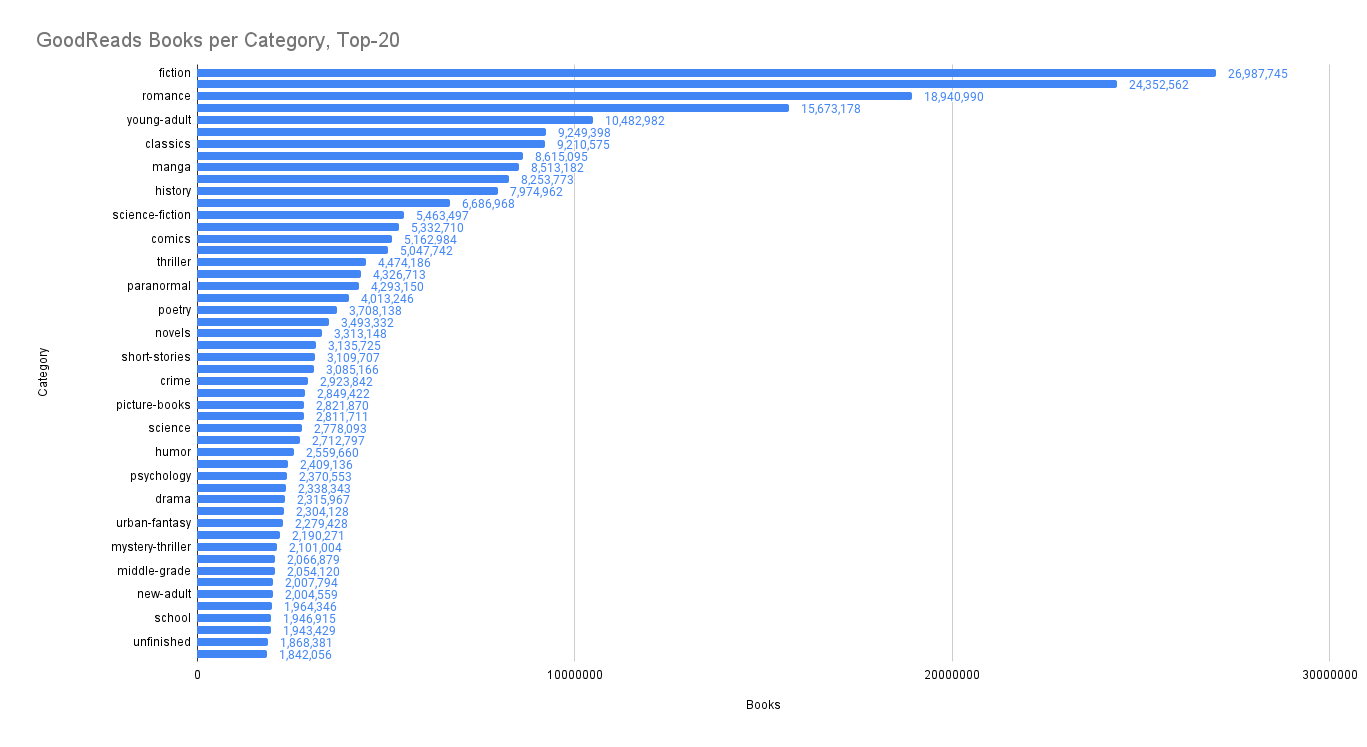 GoodReads Books per Category, Top-20
fiction 26,987,745
24,352,562
romance 18,940,990
15,673,178
young-adult 10,482,982
9,249,398
classics 9,210,575
8,615,095
manga 8,513,182
8,253,773
history 7,974,962
6,686,968
science-fiction 5,463,497
5,332,710
comics 5,162,984
5,047,742
thriller 4,474,186
4,326,713
paranormal 4,293,150
4,013,246
poetry 3,708,138
3,493,332
novels 3,313,148
3,135,725
short-stories 3,109,707
3,085,166
crime 2,923,842
2,849,422
picture-books 2,821,870
2,811,711
science 2,778,093
2,712,797
humor 2,559,660
2,409,136
psychology 2,370,553
2,338,343
drama 2,315,967
2,304,128
urban-fantasy 2,279,428
2,190,271
mystery-thriller 2,101,004
2,066,879
middle-grade 2,054,120
2,007,794
new-adult 2,004,559
1,964,346
school 1,946,915
1,943,429
unfinished 1,868,381
1,842,056
0 10000000 20000000 30000000
Books
Category